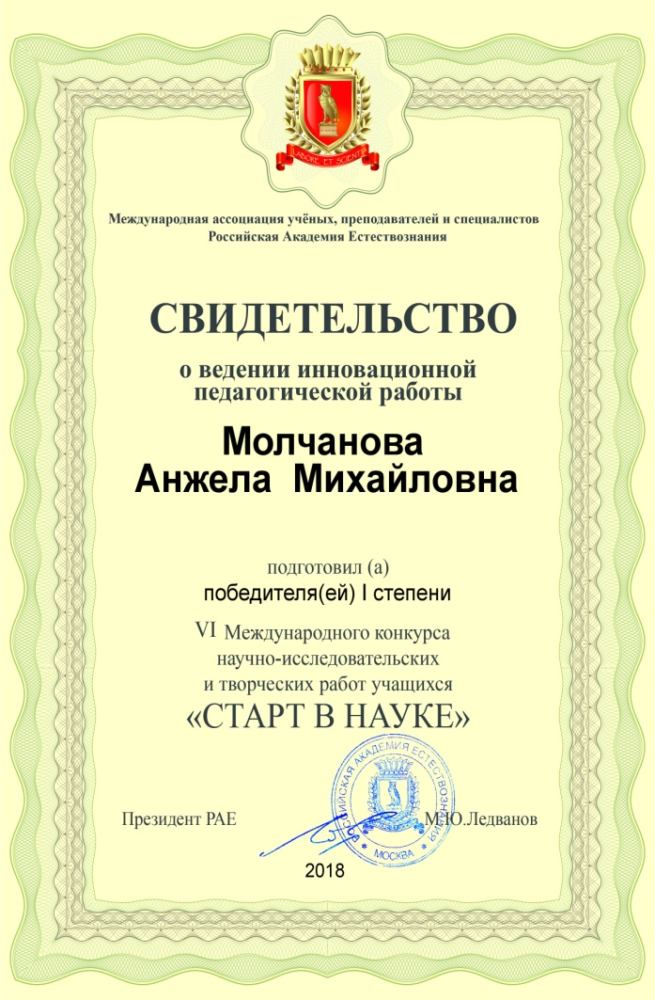 LABORE ET SCIENTIA
Международная ассоциация учёных, преподавателей и специалистов
Российская Академия Естествознания
СВИДЕТЕЛЬСТВО
о ведении инновационной
педагогической работы
Молчанова
Анжела Михайловна
подготовил (а)
победителя(ей) I степени
VI Международного конкурса
научно-исследовательских
и творческих работ учащихся
«СТАРТ В НАУКЕ»
РОССИЙСКАЯ АКАДЕМИЯ ЕСТЕСТВОЗНАНИЯ
* МОСКВА *
Президент РАЕ М.Ю.Ледванов
2018